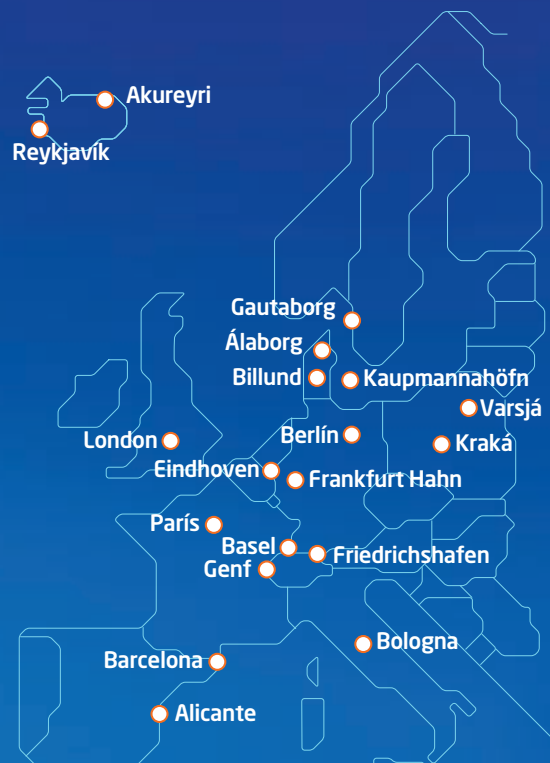 Akureyri
Reykjavík
Gautaborg
Álaborg
Billund
Kaupmannahöfn
Varsjá
London
Berlín
Kraká
Eindhoven
Frankfurt Hahn
París
Basel
Friedrichshafen
Genf
Bologna
Barcelona
Alicante